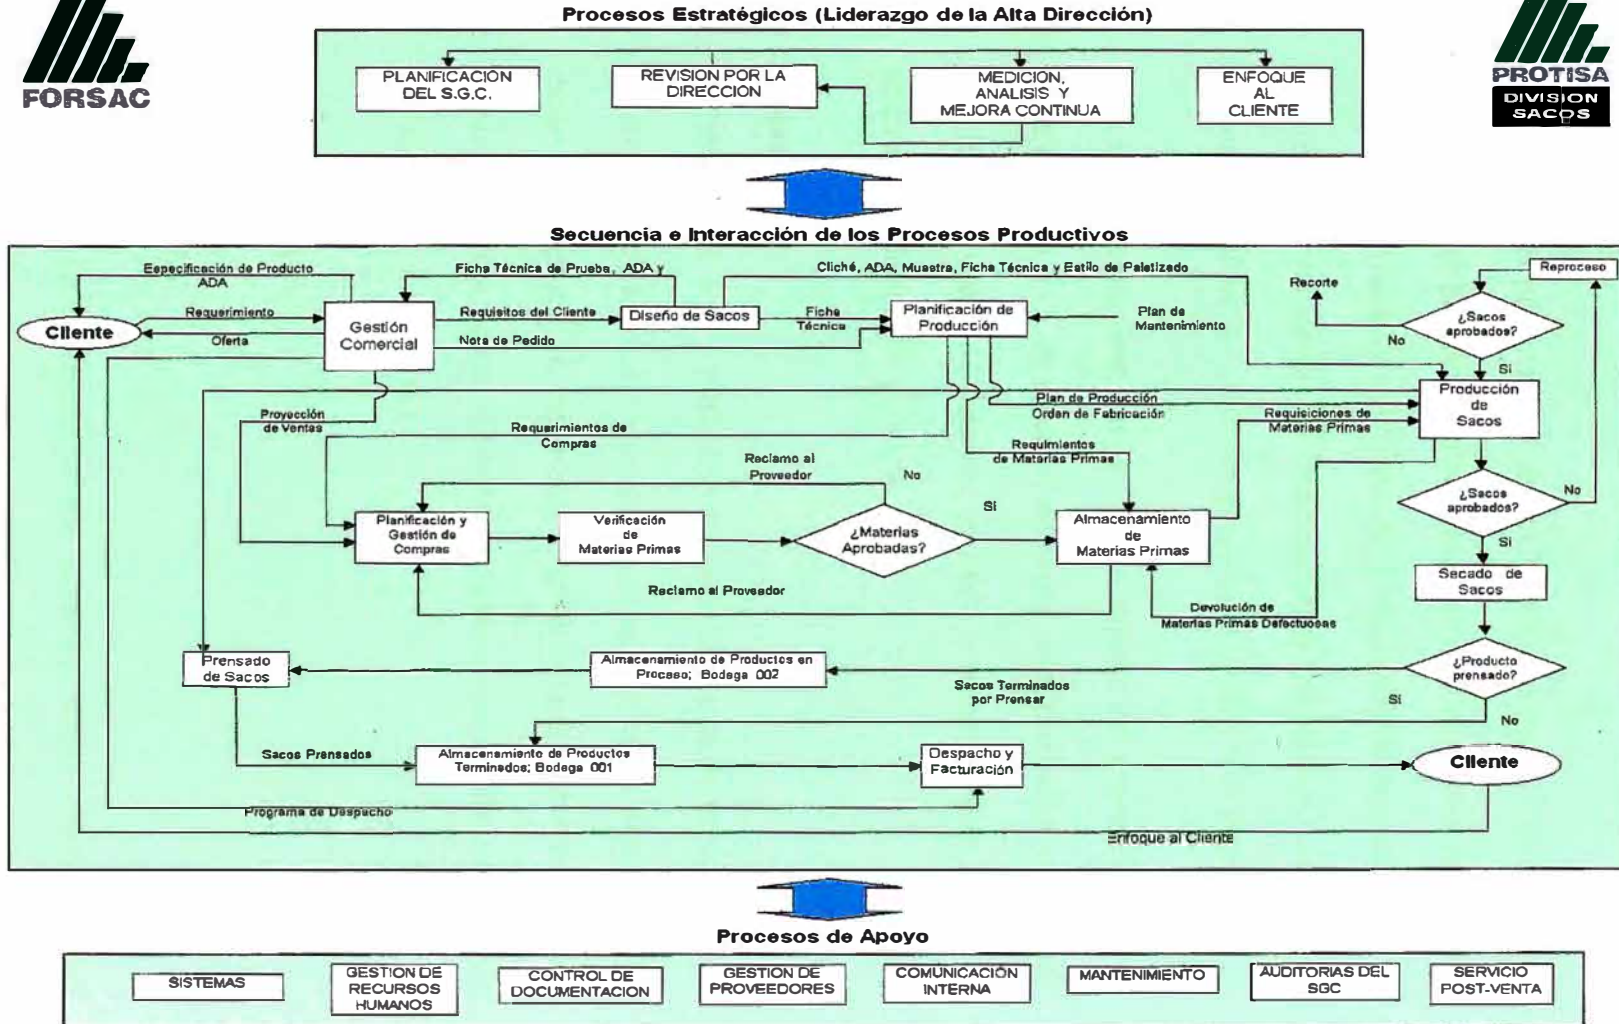 Procesos Estratégicos (Liderazgo de la Alta Dirección)
FORSAC
PROTISA
DIVISION
SACOS
PLANIFICACION
DEL S.G.C.
REVISION POR LA
DIRECCIÓN
MEDICION,
ANALISIS Y
MEJORA CONTINUA
ENFOQUE
AL
CLIENTE
Secuencia e Interacción de los Procesos Productivos
Especificación de Producto
ADA
Ficha Técnica de Prueba, ADA y
Cliché, ADA, Muestra, Ficha Técnica y Estilo de Paletizado
Reproceso
Recorte
Cliente
Requerimiento
Oferta
Gestión
Comercial
Requisitos del Cliente
Nota de Pedido
Diseño de Sacos
Ficha
Técnica
Planificación de
Producción
Plan de
Mantenimiento
¿Sacos
aprobados?
No
Si
Producción
de
Sacos
Proyección
de Ventas
Requerimientos de
Compras
Plan de Producción
Orden de Fabricación
Requisiciones de
Materias Primas
Requimientos
de Materias Primas
Reclamo al
Proveedor
No
Si
¿Sacos
aprobados?
No
Si
Planificación y
Gestión de
Compras
Verificación
de
Materias Primas
¿Materias
Aprobadas?
Almacenamiento
de
Materias Primas
Secado de
Sacos
Reclamo al Proveedor
Devolución de
Materias Primas Defectuosas
Prensado
de Sacos
Almacenamiento de Productos en
Proceso; Bodega 002
Sacos Terminados
por Prensar
¿Producto
prensado?
Si
No
Sacos Prensados
Almacenamiento de Productos
Terminados; Bodega 001
Despacho y
Facturación
Cliente
Programa de Despacho
Enfoque al Cliente
Procesos de Apoyo
SISTEMAS
GESTION DE
RECURSOS
HUMANOS
CONTROL DE
DOCUMENTACION
GESTION DE
PROVEEDORES
COMUNICACIÓN
INTERNA
MANTENIMIENTO
AUDITORIAS DEL
SGC
SERVICIO
POST-VENTA